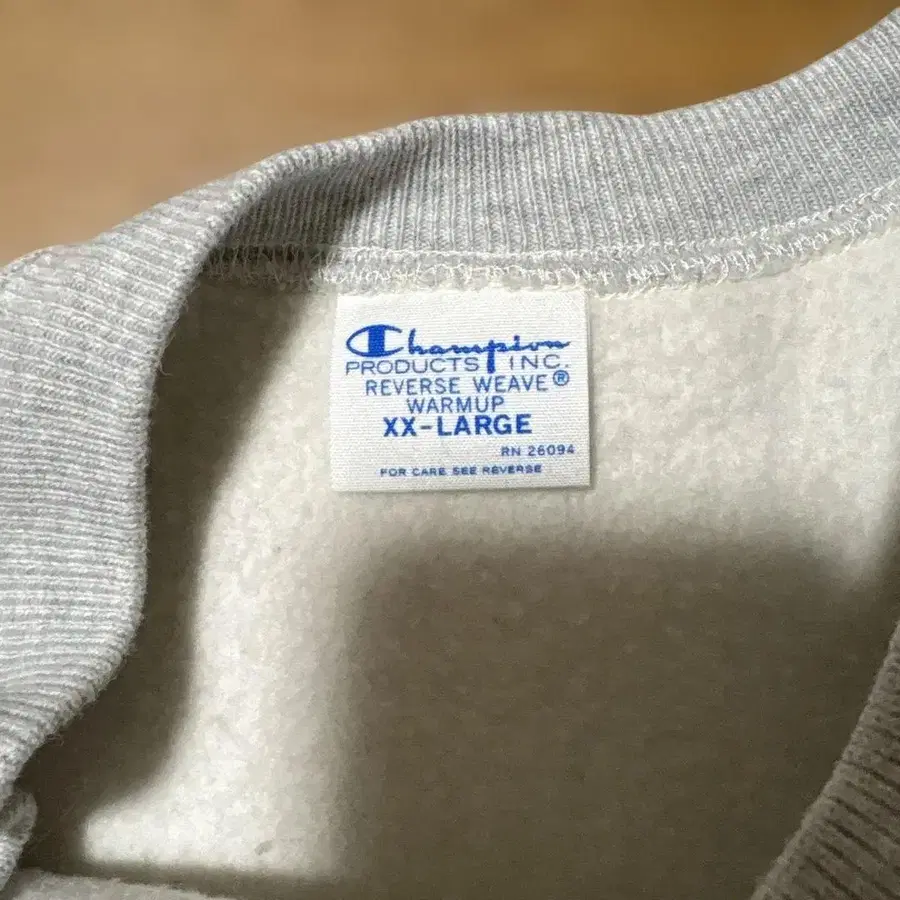 Champion
PRODUCTS INC.
REVERSE WEAVE®
WARMUP
XX-LARGE
RN 26094
FOR CARE SEE REVERSE